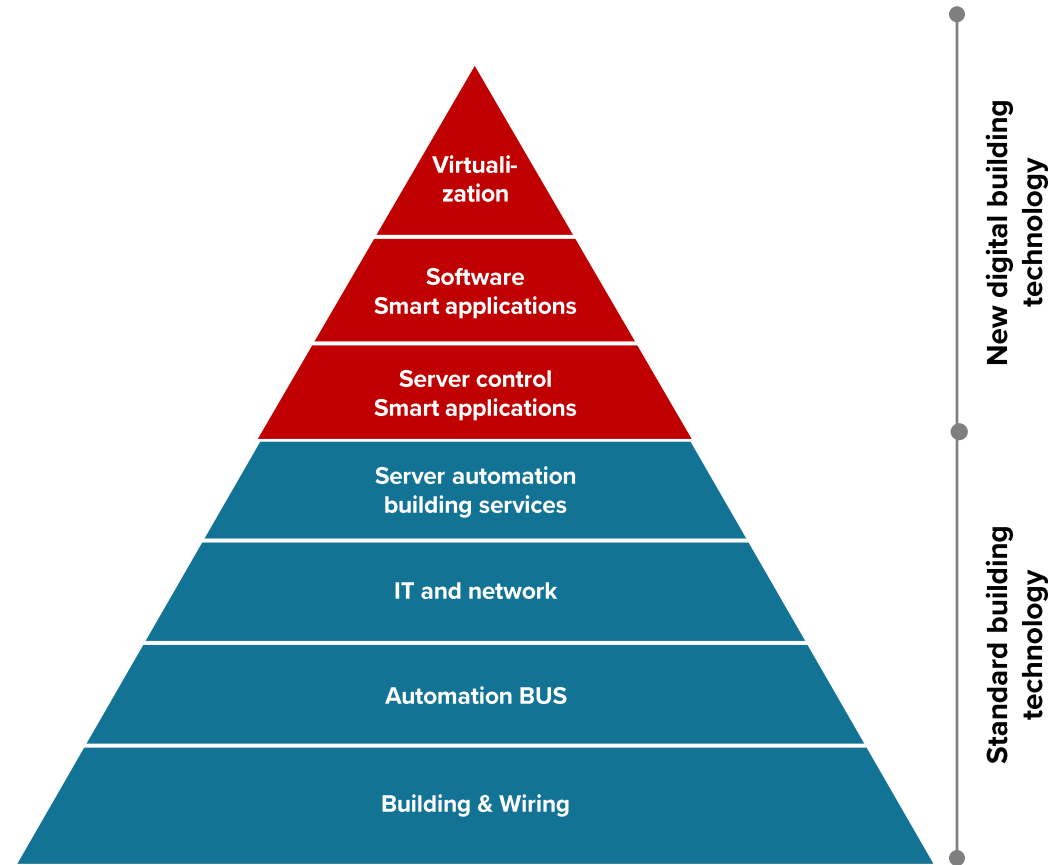 Virtuali-
zation
Software
Smart applications
Server control
Smart applications
Server automation
building services
IT and network
Automation BUS
Building & Wiring
New digital building
technology
Standard building
technology